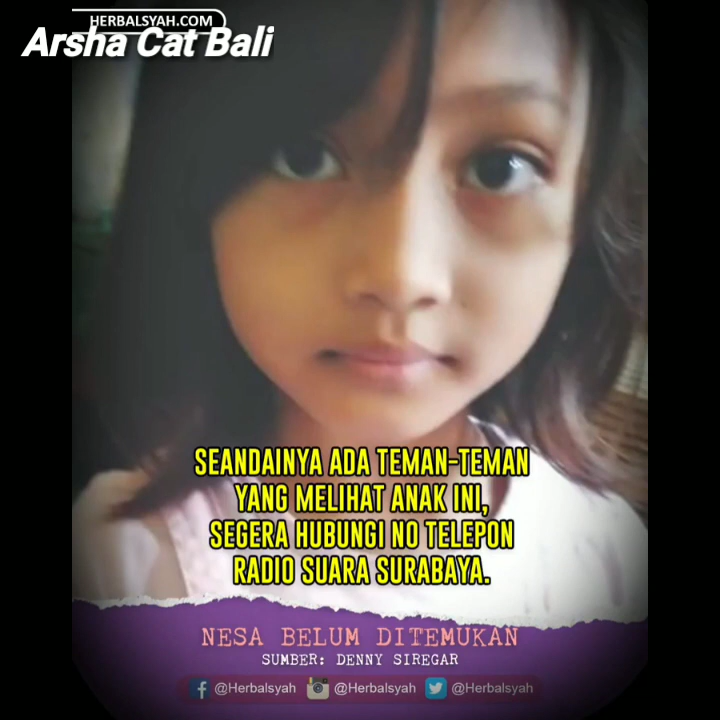 HERBALSYAH.COM
Arsha Cat Bali
SEANDAINYA ADA TEMAN-TEMAN
YANG MELIHAT ANAK INI,
SEGERA HUBUNGI NO TELEPON
RADIO SUARA SURABAYA.
NESA BELUM DITEMUKAN
SUMBER: DENNY SIREGAR
@Herbalsyah @Herbalsyah @Herbalsyah